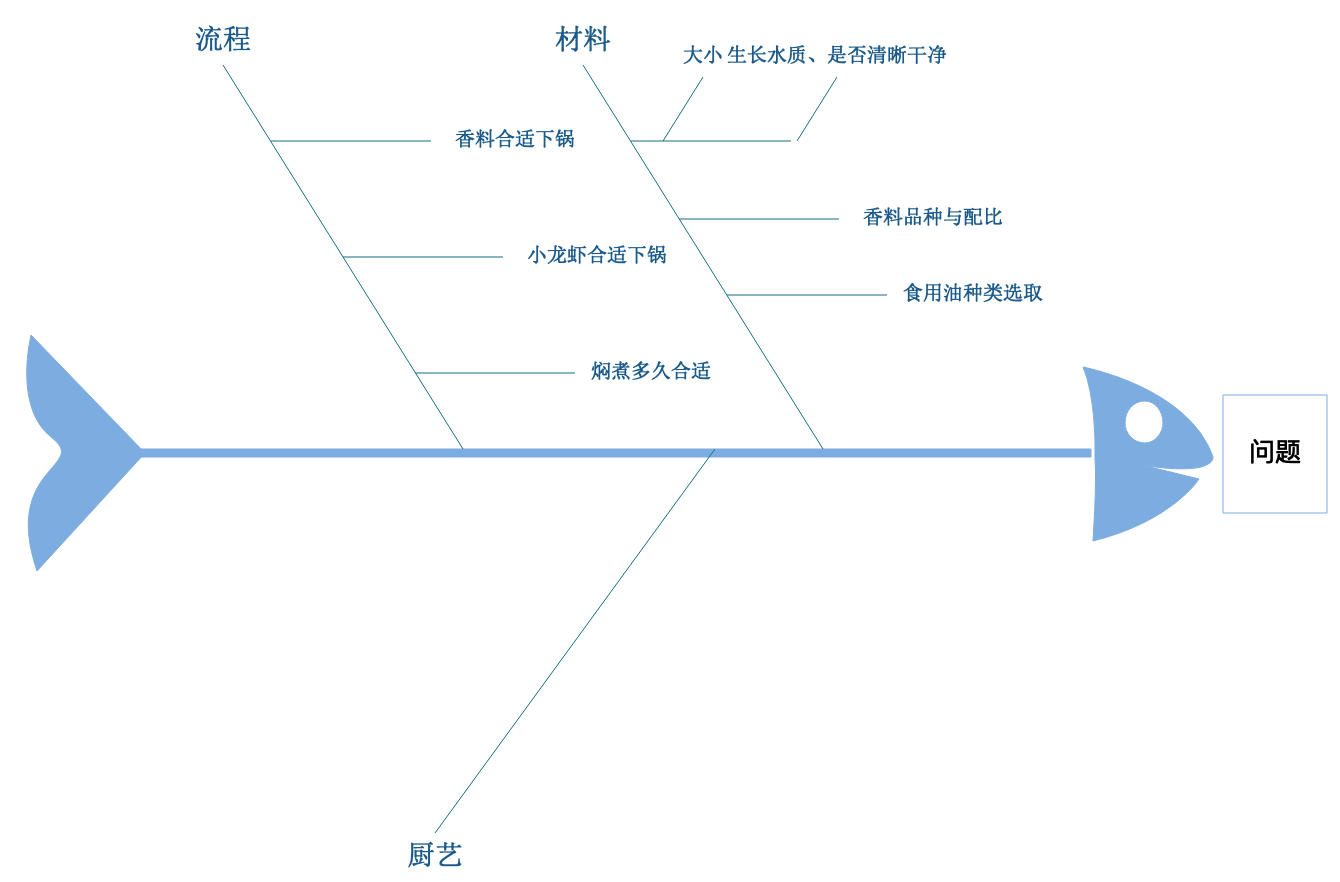 流程
材料
大小 生长水质、是否清晰干净
香料合适下锅
香料品种与配比
小龙虾合适下锅
食用油种类选取
焖煮多久合适
问题
厨艺